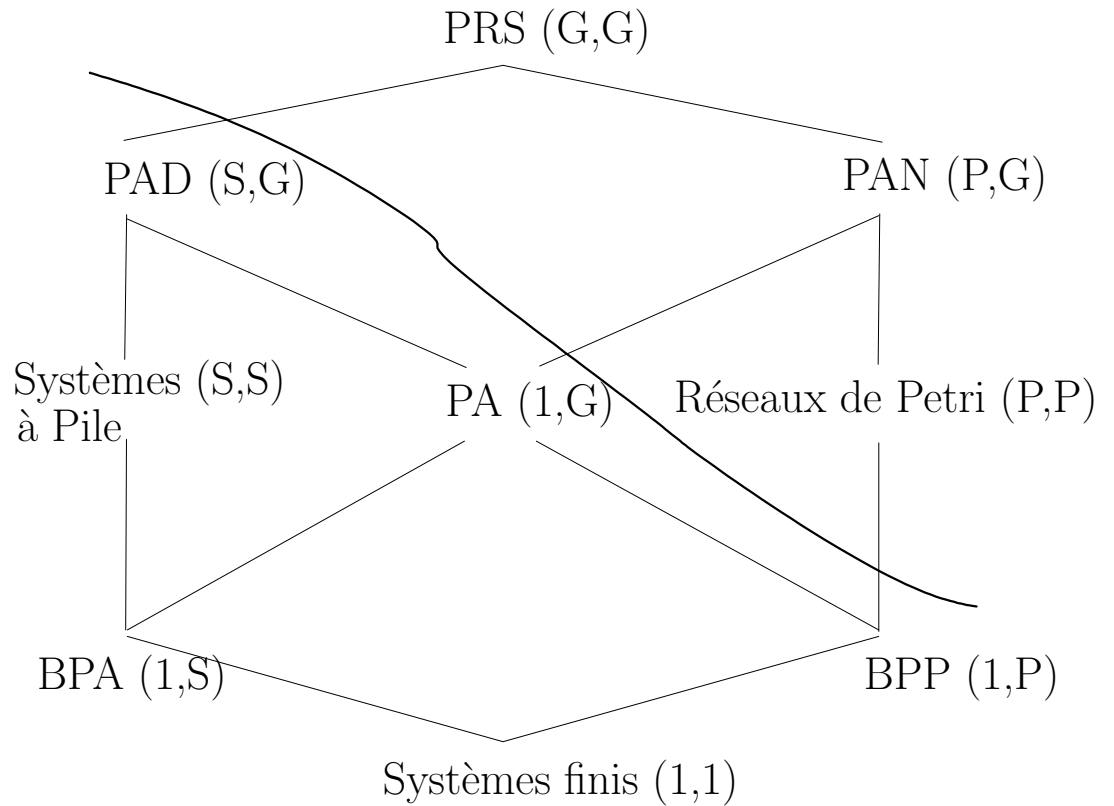 PRS (G,G)
PAD (S,G)
PAN (P,G)
Systèmes (S,S)
à Pile
PA (1,G)
Réseaux de Petri (P,P)
BPA (1,S)
BPP (1,P)
Systèmes finis (1,1)